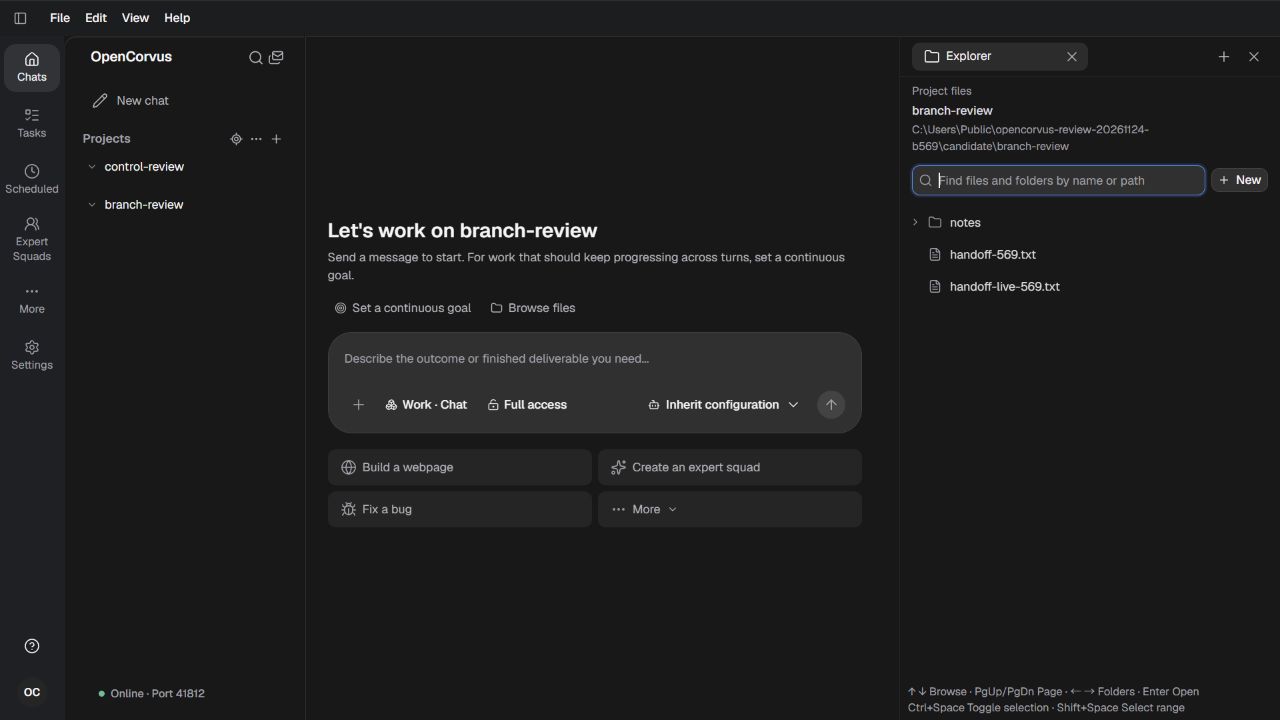 File Edit View Help
Chats
Tasks
Scheduled
Expert
Squads
More
Settings
OC
OpenCorvus
New chat
Projects
control-review
branch-review
Online · Port 41812
Let's work on branch-review
Send a message to start. For work that should keep progressing across turns, set a continuous
goal.
Set a continuous goal Browse files
Describe the outcome or finished deliverable you need...
Work · Chat Full access Inherit configuration
Build a webpage Create an expert squad
Fix a bug More
Explorer
Project files
branch-review
C:\Users\Public\opencorvus-review-20261124-
b569\candidate\branch-review
Find files and folders by name or path New
notes
handoff-569.txt
handoff-live-569.txt
↑↓ Browse · PgUp/PgDn Page · ←→ Folders · Enter Open
Ctrl+Space Toggle selection · Shift+Space Select range